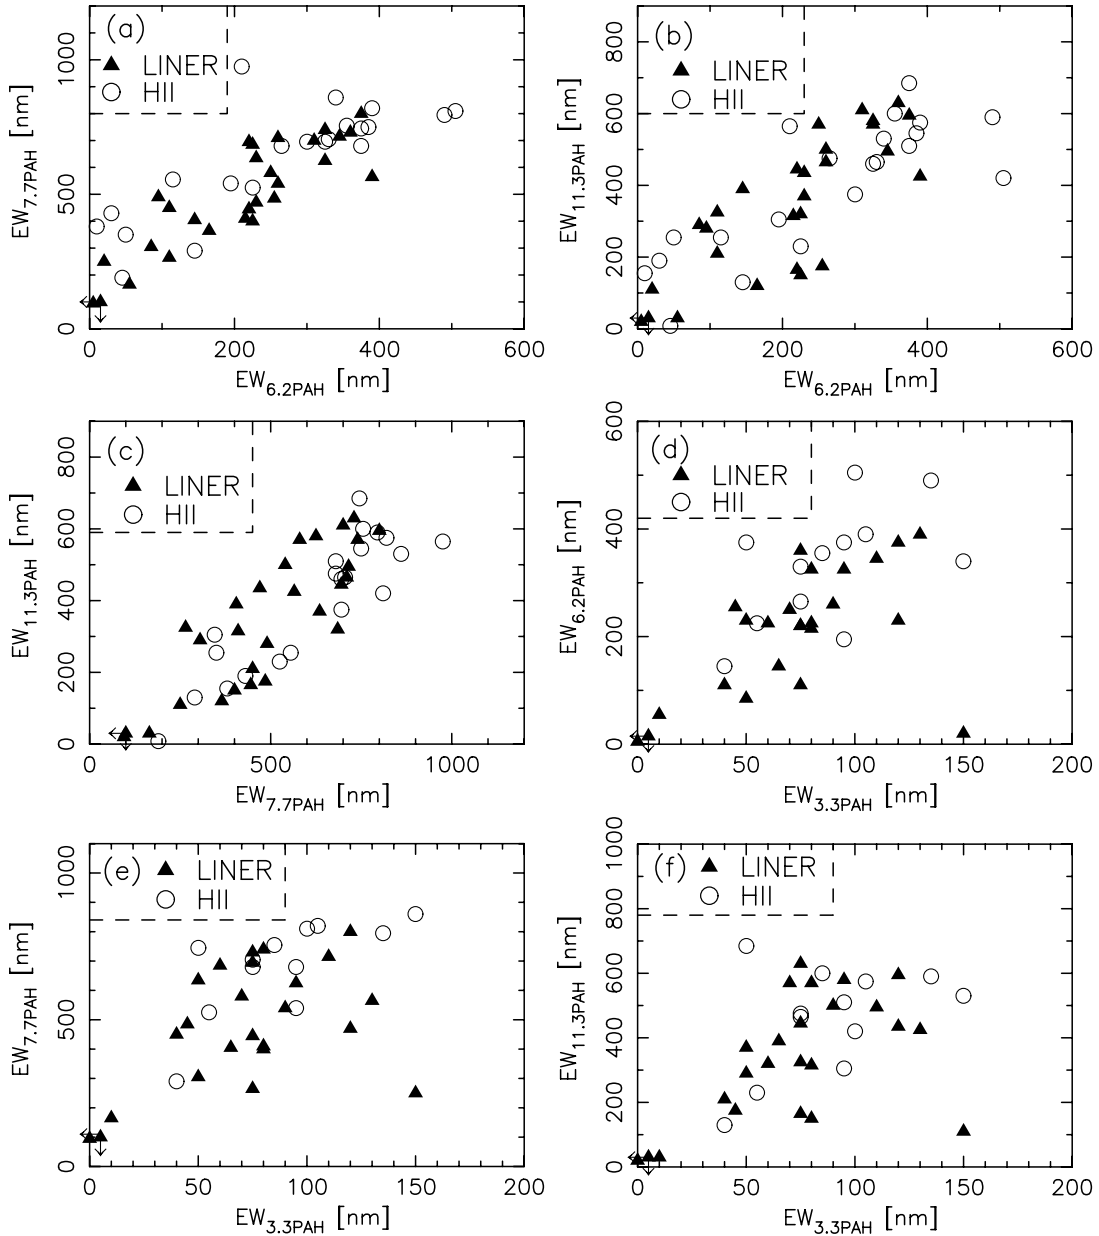 (a)
LINER
HII
EW7.7PAH [nm]
0 500 1000
0 200 400 600
EW6.2PAH [nm]
(b)
LINER
HII
EW11.3PAH [nm]
0 200 400 600 800
0 200 400 600
EW6.2PAH [nm]
(c)
LINER
HII
EW11.3PAH [nm]
0 200 400 600 800
0 500 1000
EW7.7PAH [nm]
(d)
LINER
HII
EW6.2PAH [nm]
0 200 400 600
0 50 100 150 200
EW3.3PAH [nm]
(e)
LINER
HII
EW7.7PAH [nm]
0 500 1000
0 50 100 150 200
EW3.3PAH [nm]
(f)
LINER
HII
EW11.3PAH [nm]
0 200 400 600 800 1000
0 50 100 150 200
EW3.3PAH [nm]